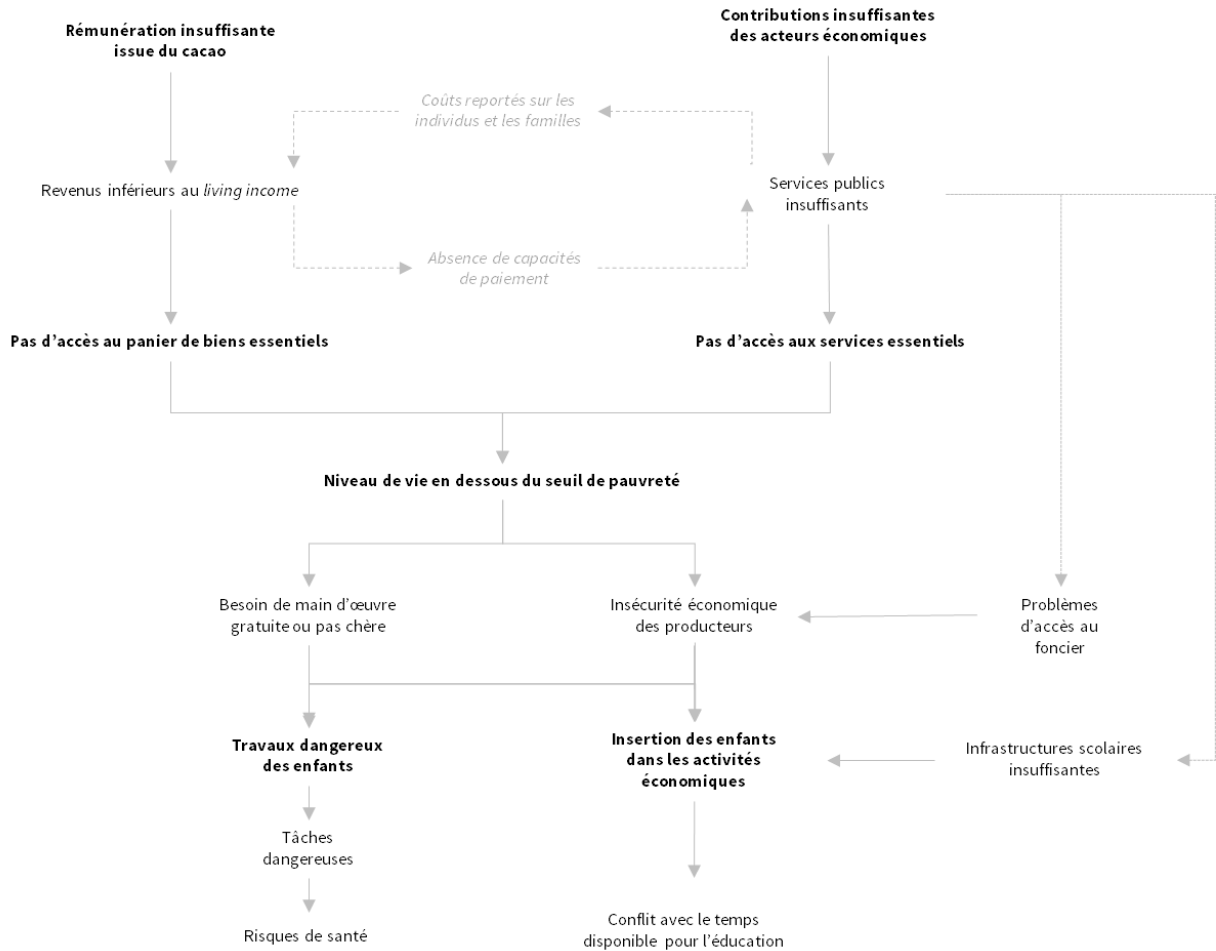 Rémunération insuffisante
issue du cacao
Contributions insuffisantes
des acteurs économiques
Coûts reportés sur les
individus et les familles
Revenus inférieurs au living income
Services publics
insuffisants
Absence de capacités
de paiement
Pas d’accès au panier de biens essentiels
Pas d’accès aux services essentiels
Niveau de vie en dessous du seuil de pauvreté
Besoin de main d’œuvre
gratuite ou pas chère
Insécurité économique
des producteurs
Problèmes
d’accès au
foncier
Travaux dangereux
des enfants
Insertion des enfants
dans les activités
économiques
Infrastructures scolaires
insuffisantes
Tâches
dangereuses
Risques de santé
Conflit avec le temps
disponible pour l’éducation